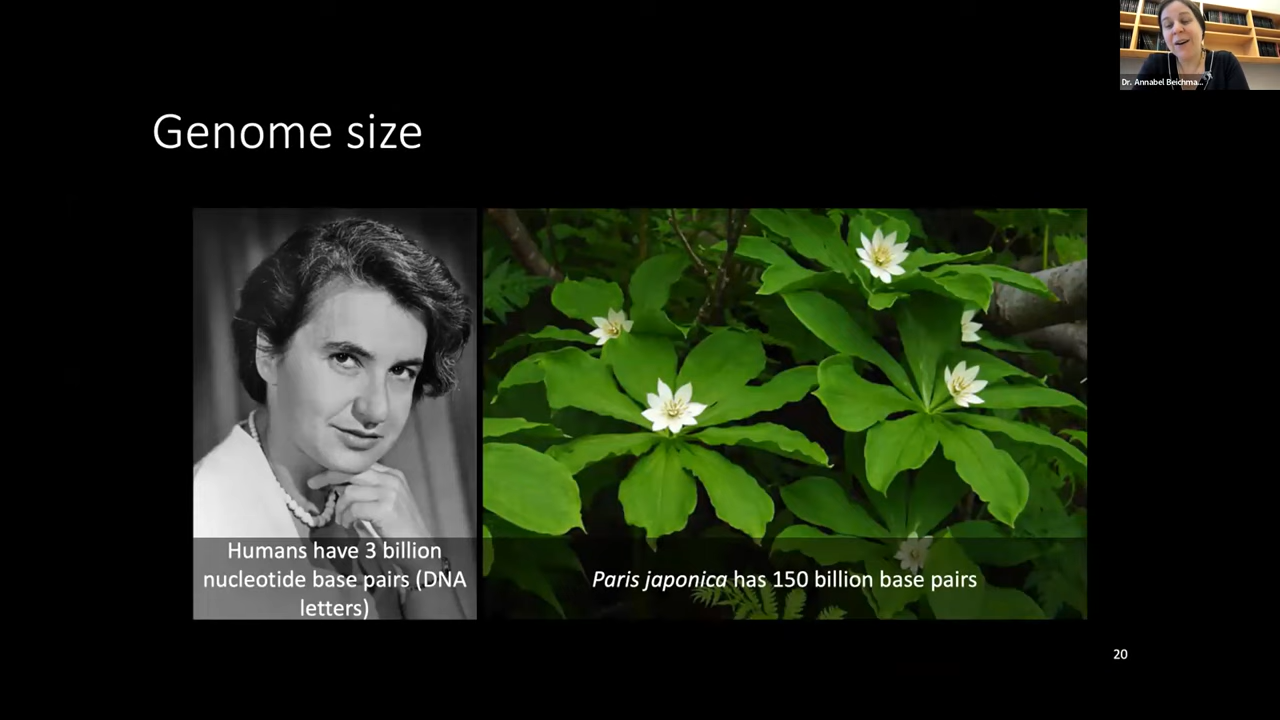 Dr. Annabel Beichma...
Genome size
Humans have 3 billion
nucleotide base pairs (DNA
letters)
Paris japonica has 150 billion base pairs
20